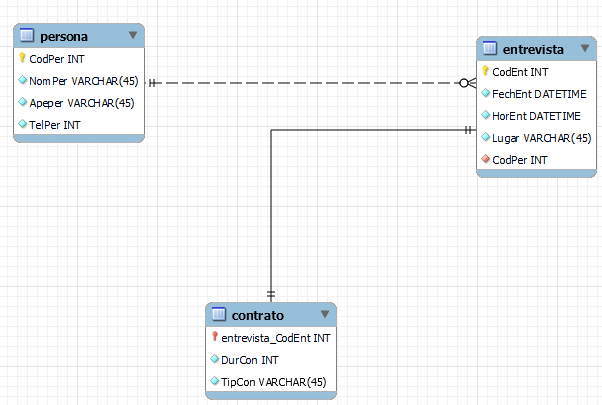 persona
CodPer INT
NomPer VARCHAR(45)
Apeper VARCHAR(45)
TelPer INT
entrevista
CodEnt INT
FechEnt DATETIME
HorEnt DATETIME
Lugar VARCHAR(45)
CodPer INT
contrato
entrevista_CodEnt INT
DurCon INT
TipCon VARCHAR(45)